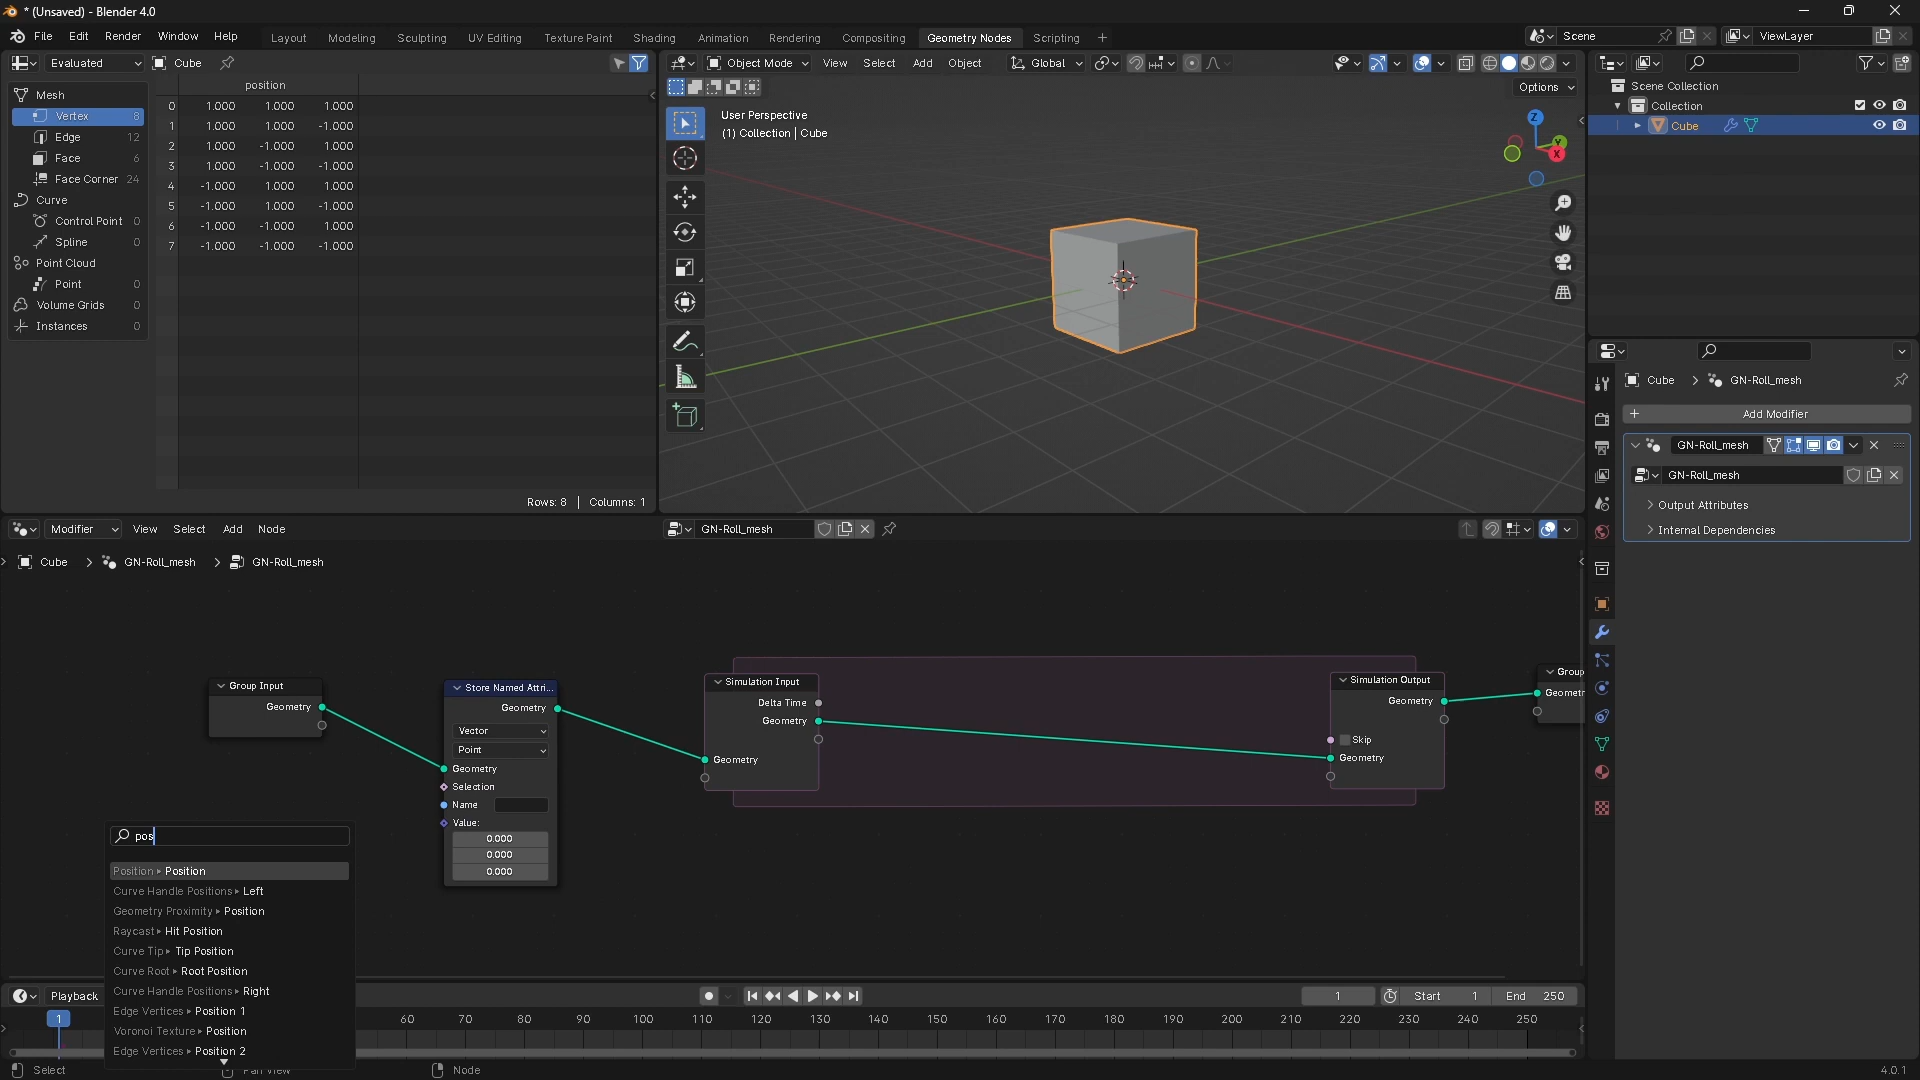 * (Unsaved) - Blender 4.0
File Edit Render Window Help
Layout Modeling Sculpting UV Editing Texture Paint Shading Animation Rendering Compositing Geometry Nodes Scripting +
Scene ViewLayer
Evaluated Cube
position
0 1.000 1.000 1.000
1 1.000 1.000 -1.000
2 1.000 -1.000 1.000
3 1.000 -1.000 -1.000
4 -1.000 1.000 1.000
5 -1.000 1.000 -1.000
6 -1.000 -1.000 1.000
7 -1.000 -1.000 -1.000
Mesh
Vertex 8
Edge 12
Face 6
Face Corner 24
Curve
Control Point 0
Spline 0
Point Cloud
Point 0
Volume Grids 0
Instances 0
Rows: 8 | Columns: 1
Object Mode View Select Add Object Global
Options
User Perspective
(1) Collection | Cube
Z
Y
X
Scene Collection
Collection
Cube
Cube > GN-Roll_mesh
+ Add Modifier
GN-Roll_mesh
GN-Roll_mesh
Output Attributes
Internal Dependencies
Modifier View Select Add Node
GN-Roll_mesh
Cube > GN-Roll_mesh > GN-Roll_mesh
Group Input
Geometry
Store Named Attri...
Geometry
Vector
Point
Geometry
Selection
Name
Value:
0.000
0.000
0.000
Simulation Input
Delta Time
Geometry
Geometry
Simulation Output
Geometry
Skip
Geometry
Group
Geometr
pos
Position ▸ Position
Curve Handle Positions ▸ Left
Geometry Proximity ▸ Position
Raycast ▸ Hit Position
Curve Tip ▸ Tip Position
Curve Root ▸ Root Position
Curve Handle Positions ▸ Right
Edge Vertices ▸ Position 1
Voronoi Texture ▸ Position
Edge Vertices ▸ Position 2
Playback
1 Start 1 End 250
1 60 70 80 90 100 110 120 130 140 150 160 170 180 190 200 210 220 230 240 250
Select Pan View Node
4.0.1